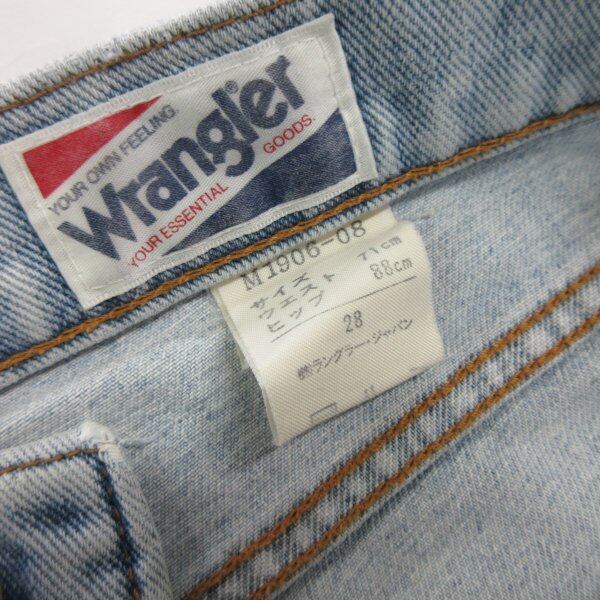 YOUR OWN FEELING
Wrangler
YOUR ESSENTIAL GOODS.
M1906-08
サイズ
ウエスト 71cm
ヒップ 88cm
28
㈱ラングラー・ジャパン